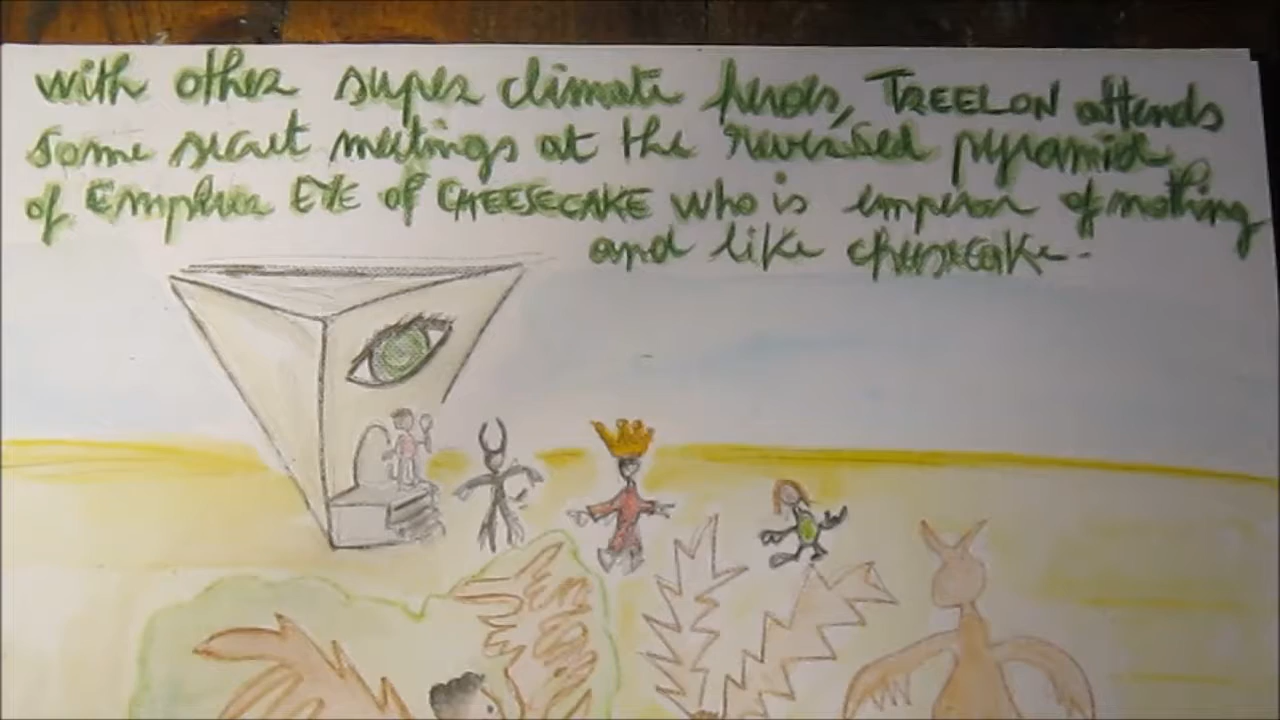 with other super climate heroes, TREELON attends
some secret meetings at the reversed pyramid
of Emperor EYE of CHEESECAKE who is emperor of nothing
and like cheesecake.